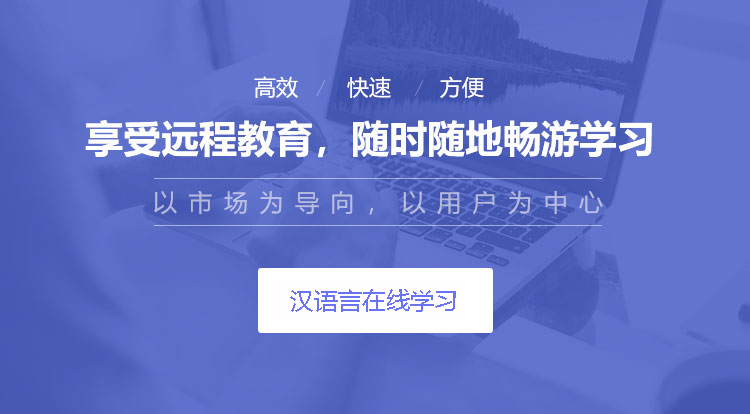 高效 / 快速 / 方便
享受远程教育，随时随地畅游学习
以市场为导向，以用户为中心
汉语言在线学习